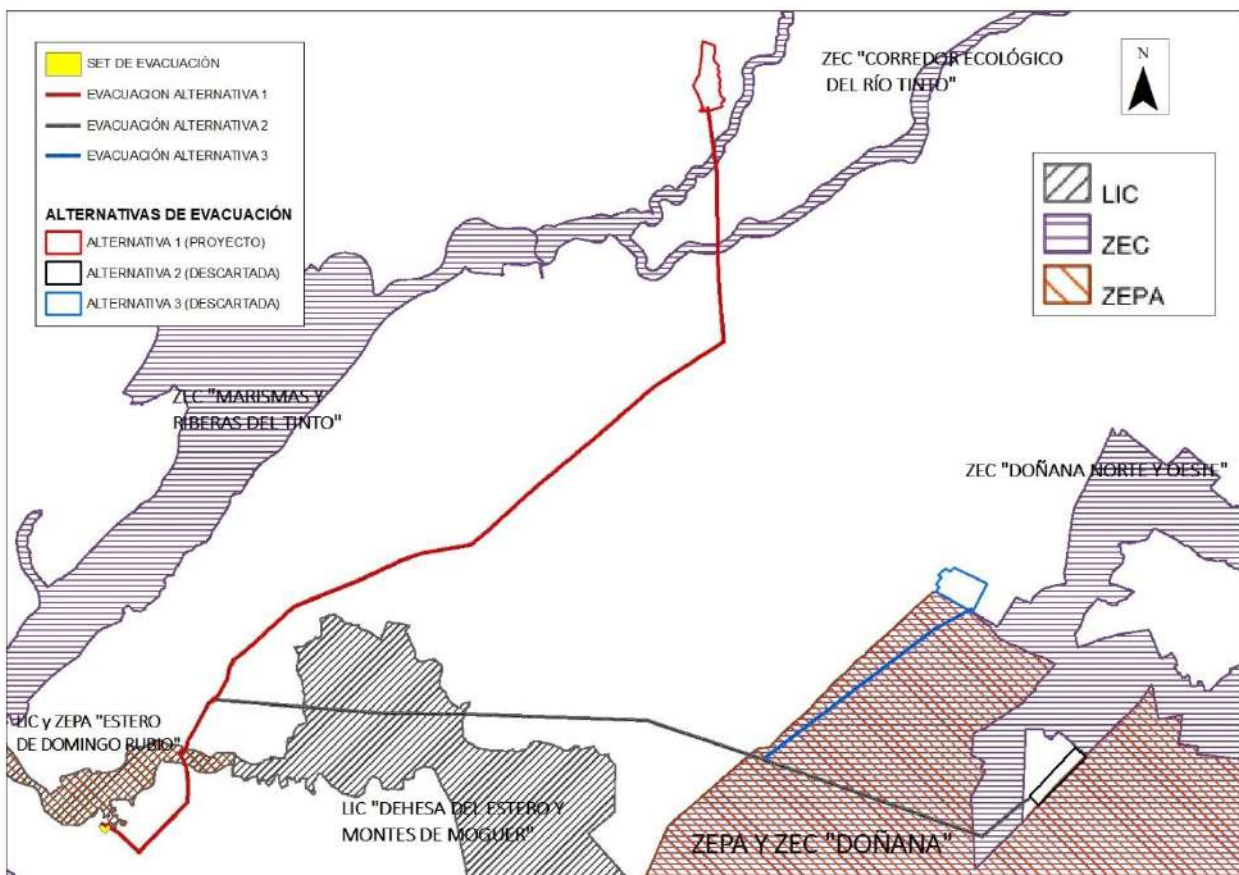 SET DE EVACUACIÓN
EVACUACION ALTERNATIVA 1
EVACUACIÓN ALTERNATIVA 2
EVACUACIÓN ALTERNATIVA 3
ALTERNATIVAS DE EVACUACIÓN
ALTERNATIVA 1 (PROYECTO)
ALTERNATIVA 2 (DESCARTADA)
ALTERNATIVA 3 (DESCARTADA)
ZEC "CORREDOR ECOLÓGICO
DEL RÍO TINTO"
N
LIC
ZEC
ZEPA
ZEC "MARISMAS Y
RIBERAS DEL TINTO"
ZEC "DOÑANA NORTE Y OESTE"
LIC y ZEPA "ESTERO
DE DOMINGO RUBIO"
LIC "DEHESA DEL ESTERO Y
MONTES DE MOGUER"
ZEPA Y ZEC "DOÑANA"